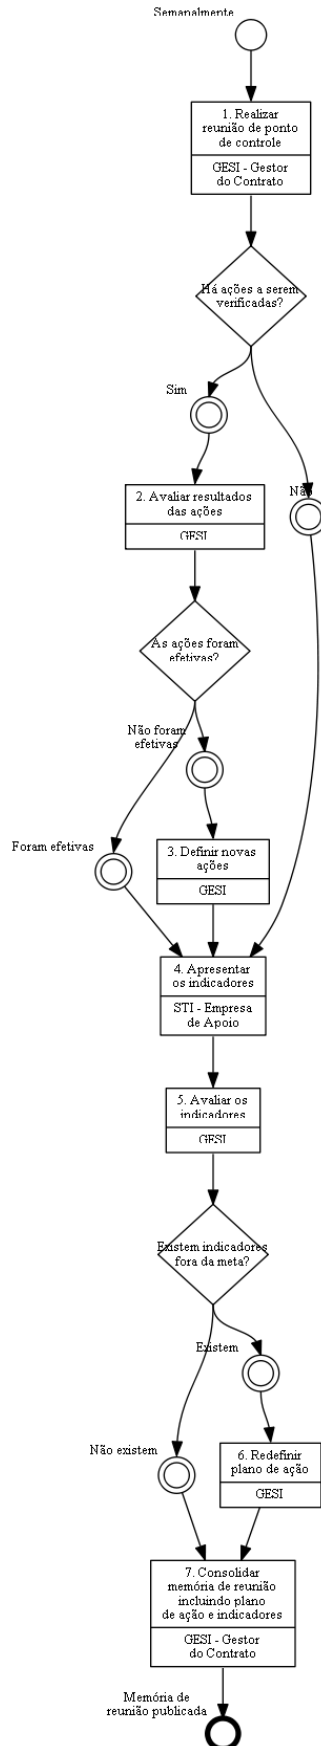 Semanalmente
1. Realizar
reunião de ponto
de controle
GESI - Gestor
do Contrato
Há ações a serem
verificadas?
Sim
Não
2. Avaliar resultados
das ações
GESI
As ações foram
efetivas?
Não foram
efetivas
Foram efetivas
3. Definir novas
ações
GESI
4. Apresentar
os indicadores
STI - Empresa
de Apoio
5. Avaliar os
indicadores
GESI
Existem indicadores
fora da meta?
Existem
Não existem
6. Redefinir
plano de ação
GESI
7. Consolidar
memória de reunião
incluindo plano
de ação e indicadores
GESI - Gestor
do Contrato
Memória de
reunião publicada